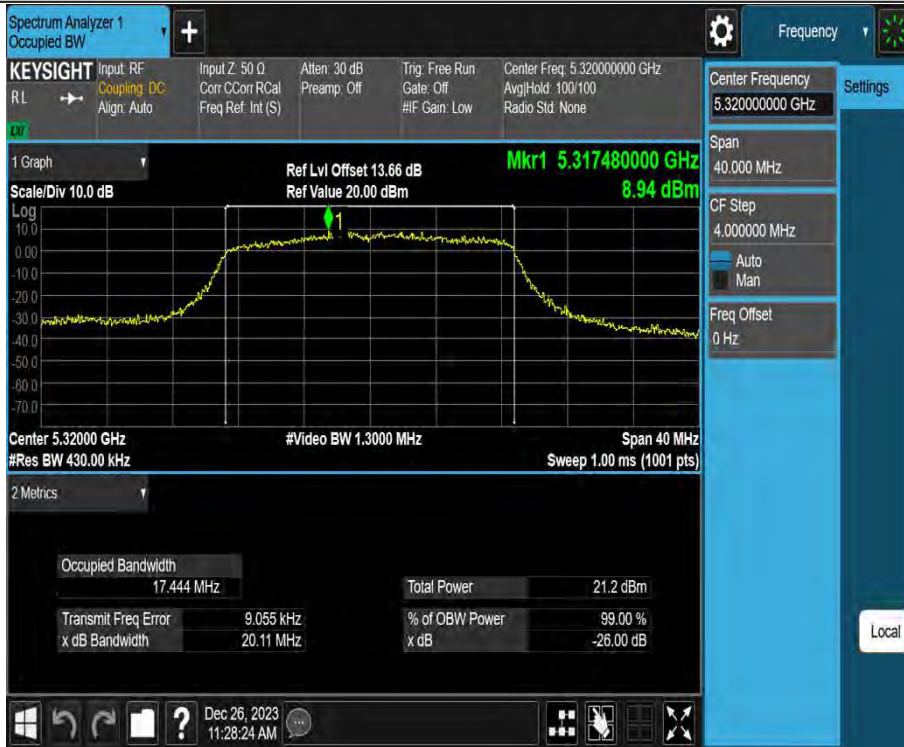 Spectrum Analyzer 1
Occupied BW
+
Frequency
KEYSIGHT
RL
LXI
Input: RF
Coupling: DC
Align: Auto
Input Z: 50 Ω
Corr CCorr RCal
Freq Ref: Int (S)
Atten: 30 dB
Preamp: Off
Trig: Free Run
Gate: Off
#IF Gain: Low
Center Freq: 5.320000000 GHz
Avg|Hold: 100/100
Radio Std: None
Center Frequency
5.320000000 GHz
Settings
Span
40.000 MHz
CF Step
4.000000 MHz
Auto
Man
Freq Offset
0 Hz
1 Graph
Scale/Div 10.0 dB
Ref Lvl Offset 13.66 dB
Ref Value 20.00 dBm
Mkr1 5.317480000 GHz
8.94 dBm
Log
10.0
0.00
-10.0
-20.0
-30.0
-40.0
-50.0
-60.0
-70.0
1
Center 5.32000 GHz
#Video BW 1.3000 MHz
Span 40 MHz
#Res BW 430.00 kHz
Sweep 1.00 ms (1001 pts)
2 Metrics
Occupied Bandwidth
17.444 MHz
Total Power 21.2 dBm
Transmit Freq Error 9.055 kHz
% of OBW Power 99.00 %
x dB Bandwidth 20.11 MHz
x dB -26.00 dB
Local
?
Dec 26, 2023
11:28:24 AM